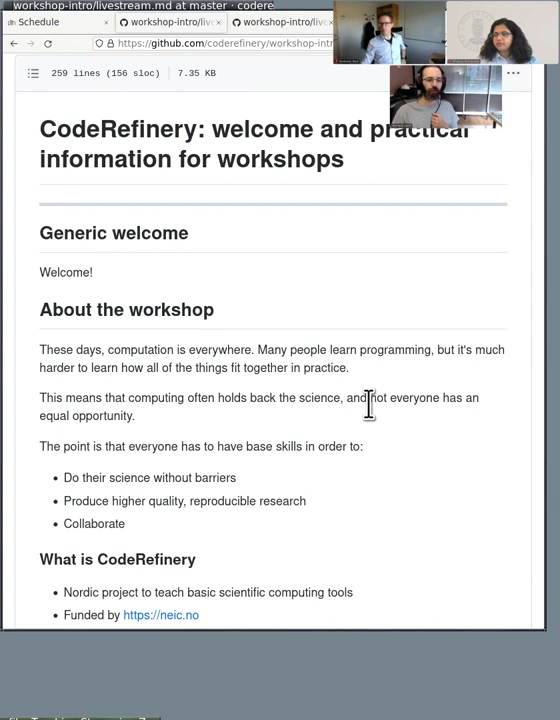 workshop-intro/livestream.md at master · codere
Schedule
workshop-intro/live
workshop-intro/live
https://github.com/coderefinery/workshop-intr
259 lines (156 sloc)
7.35 KB
CodeRefinery: welcome and practical
information for workshops
Generic welcome
Welcome!
About the workshop
These days, computation is everywhere. Many people learn programming, but it's much
harder to learn how all of the things fit together in practice.
This means that computing often holds back the science, and not everyone has an
equal opportunity.
The point is that everyone has to have base skills in order to:
Do their science without barriers
Produce higher quality, reproducible research
Collaborate
What is CodeRefinery
Nordic project to teach basic scientific computing tools
Funded by https://neic.no